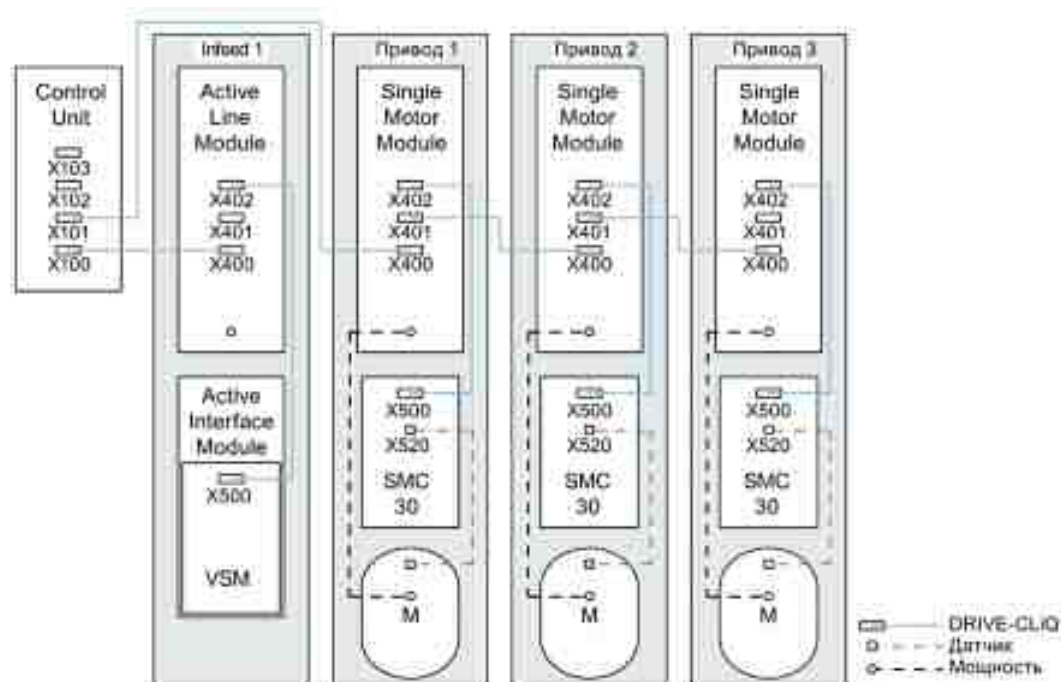 Infeed 1
Привод 1
Привод 2
Привод 3
Control
Unit
X103
X102
X101
X100
Active
Line
Module
X402
X401
X400
Active
Interface
Module
X500
VSM
Single
Motor
Module
X402
X401
X400
X500
X520
SMC
30
M
Single
Motor
Module
X402
X401
X400
X500
X520
SMC
30
M
Single
Motor
Module
X402
X401
X400
X500
X520
SMC
30
M
DRIVE-CLiQ
Датчик
Мощность